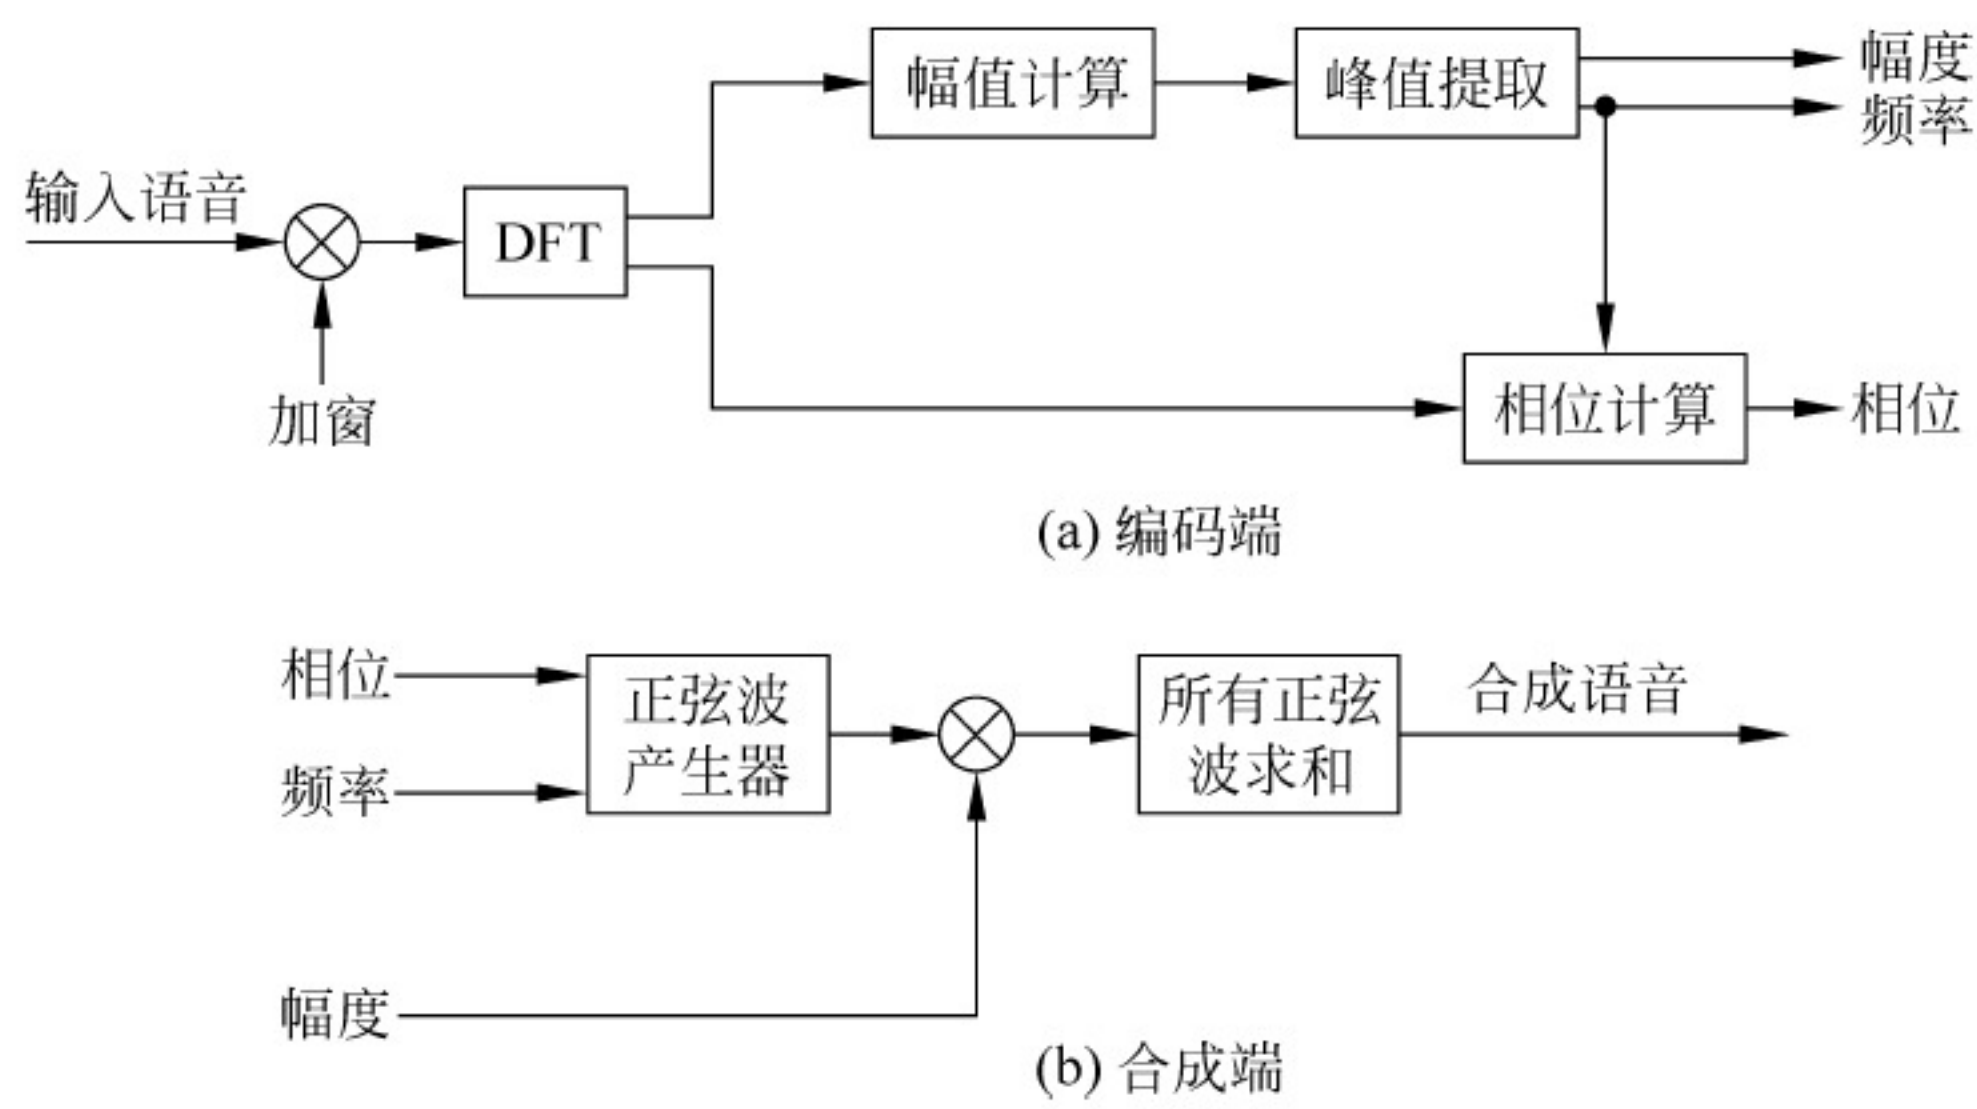 幅值计算
峰值提取
幅度
频率
输入语音
DFT
加窗
相位计算
相位
(a) 编码端
相位
频率
正弦波
产生器
所有正弦
波求和
合成语音
幅度
(b) 合成端